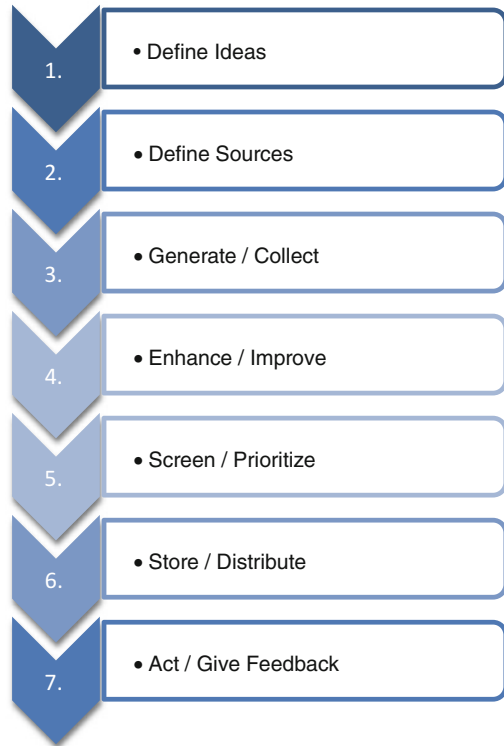 1.
• Define Ideas
2.
• Define Sources
3.
• Generate / Collect
4.
• Enhance / Improve
5.
• Screen / Prioritize
6.
• Store / Distribute
7.
• Act / Give Feedback